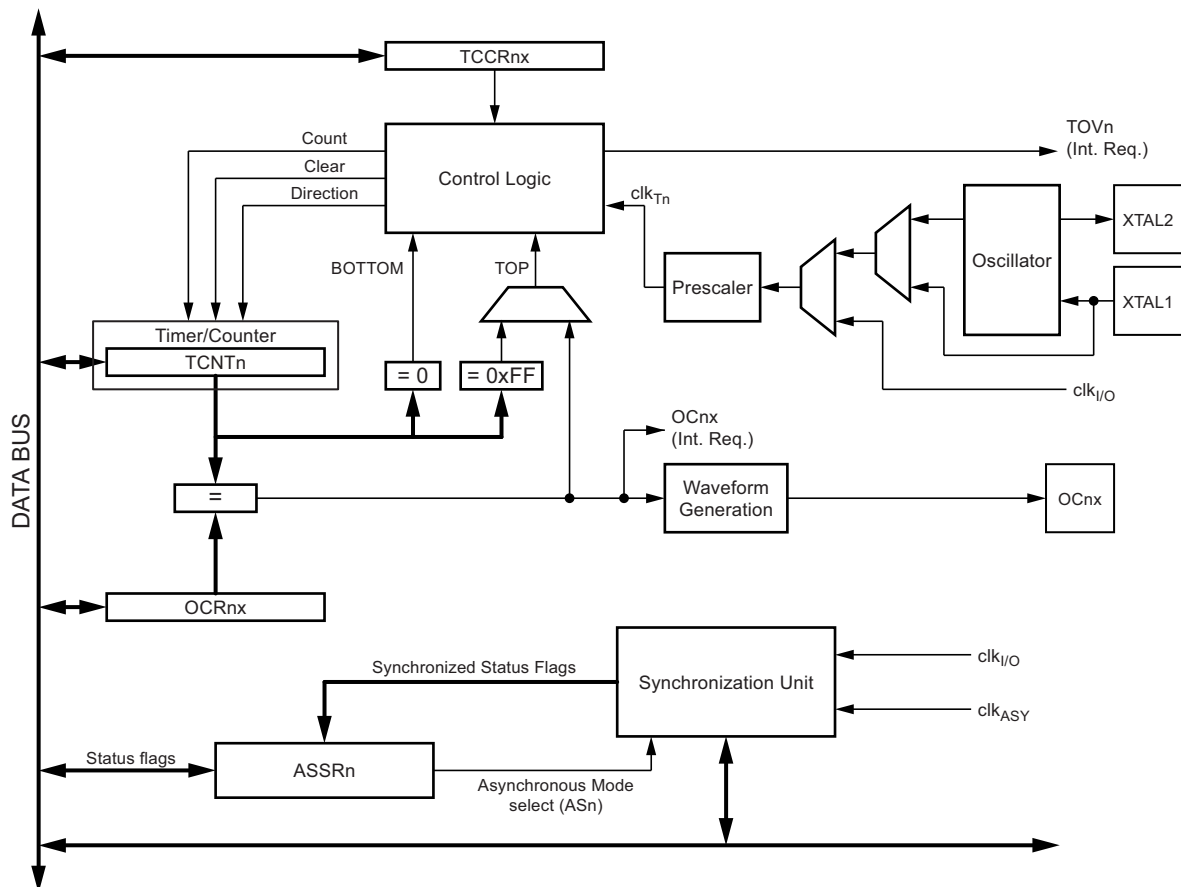 TCCRnx
Count
Clear
Direction
Control Logic
TOVn
(Int. Req.)
clkTn
BOTTOM
TOP
Prescaler
Oscillator
XTAL2
XTAL1
clkI/O
Timer/Counter
TCNTn
= 0
= 0xFF
OCnx
(Int. Req.)
=
Waveform
Generation
OCnx
DATA BUS
OCRnx
Synchronized Status Flags
Synchronization Unit
clkI/O
clkASY
Status flags
ASSRn
Asynchronous Mode
select (ASn)